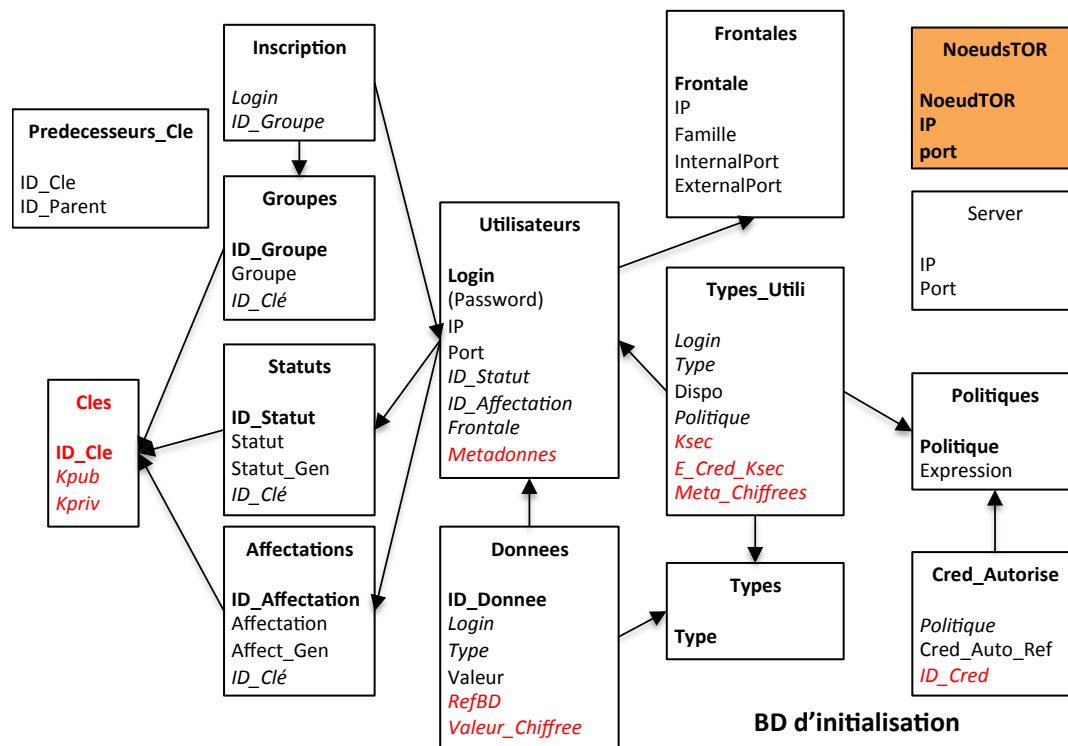 Inscription
Login
ID_Groupe
Predecesseurs_Cle
ID_Cle
ID_Parent
Groupes
ID_Groupe
Groupe
ID_Clé
Cles
ID_Cle
Kpub
Kpriv
Statuts
ID_Statut
Statut
Statut_Gen
ID_Clé
Affectations
ID_Affectation
Affectation
Affect_Gen
ID_Clé
Utilisateurs
Login
(Password)
IP
Port
ID_Statut
ID_Affectation
Frontale
Metadonnes
Donnees
ID_Donnee
Login
Type
Valeur
RefBD
Valeur_Chiffree
Frontales
Frontale
IP
Famille
InternalPort
ExternalPort
Types_Utili
Login
Type
Dispo
Politique
Ksec
E_Cred_Ksec
Meta_Chiffrees
Types
Type
NoeudsTOR
NoeudTOR
IP
port
Server
IP
Port
Politiques
Politique
Expression
Cred_Autorise
Politique
Cred_Auto_Ref
ID_Cred
BD d'initialisation